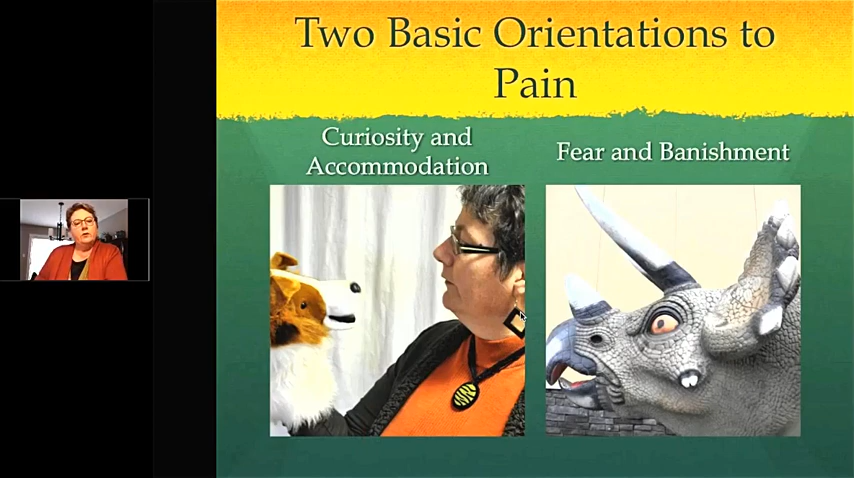 Two Basic Orientations to
Pain
Curiosity and
Accommodation
Fear and Banishment